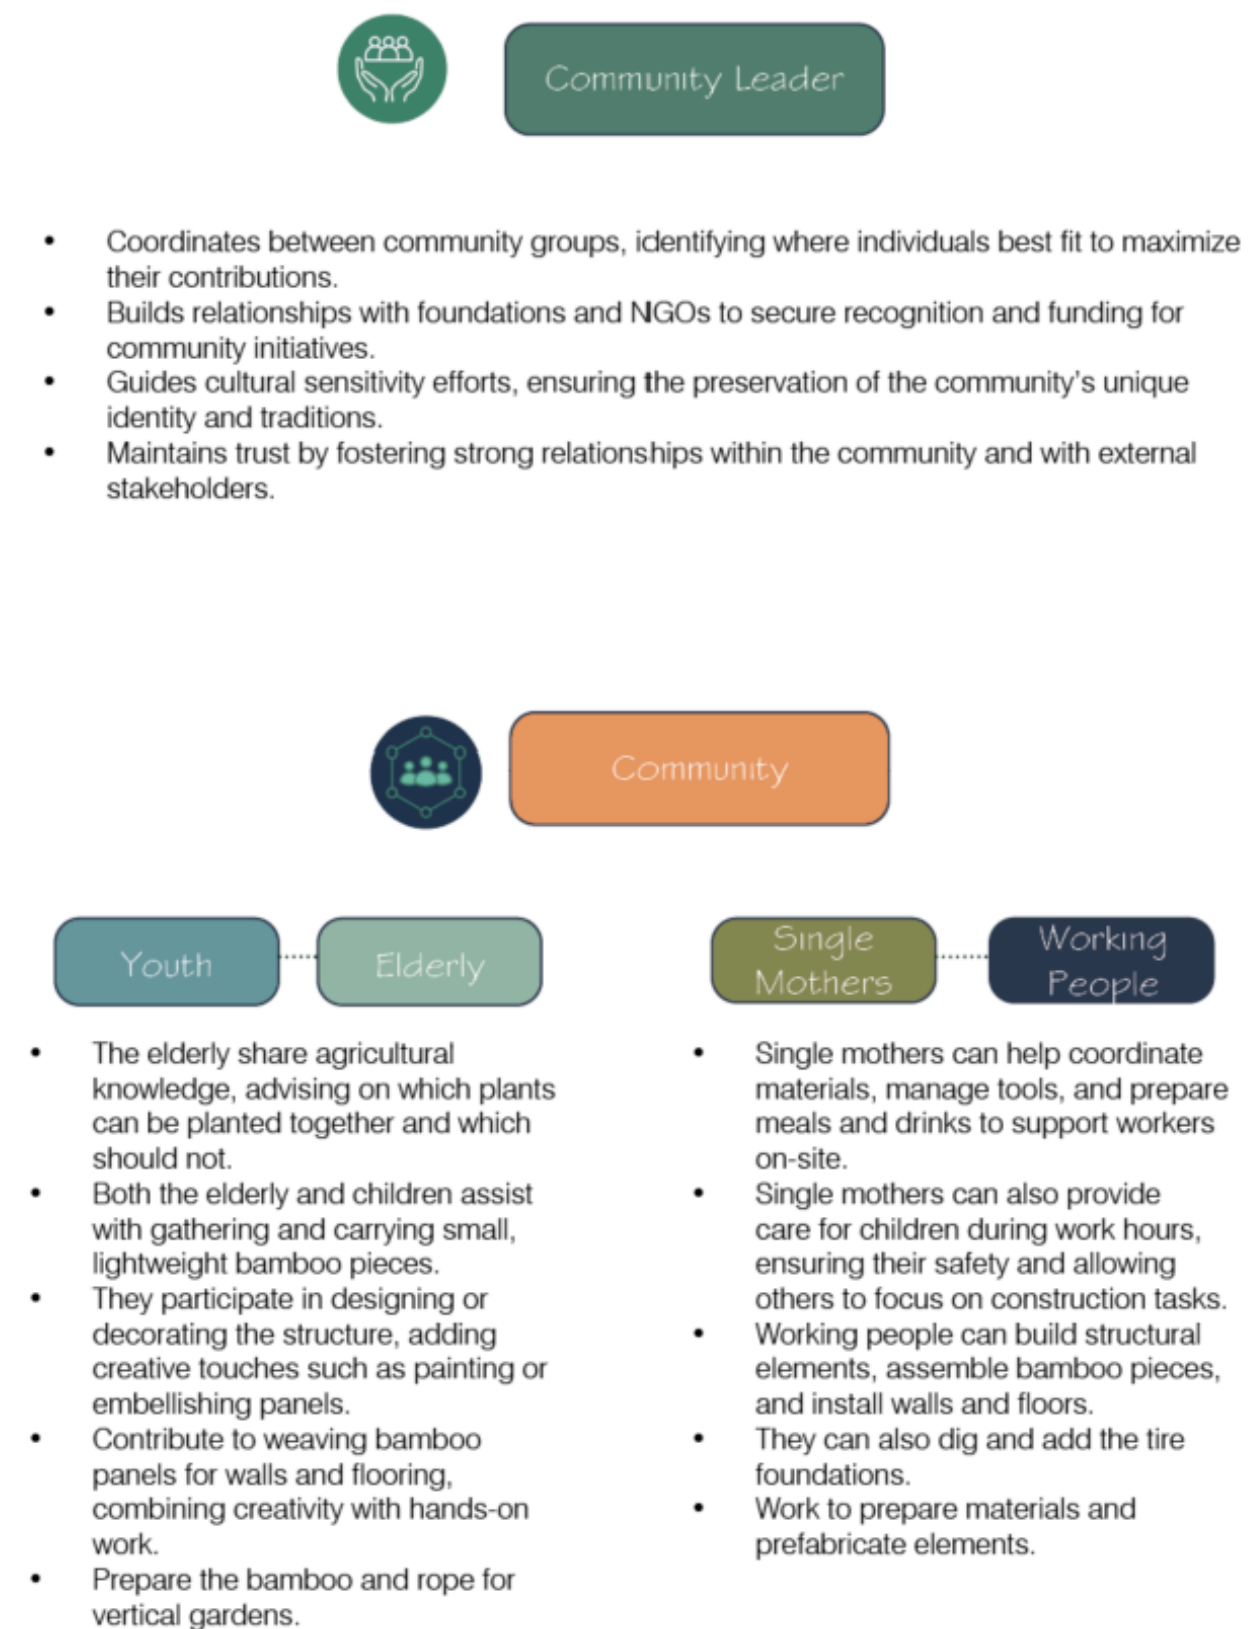 Community Leader
• Coordinates between community groups, identifying where individuals best fit to maximize
their contributions.
• Builds relationships with foundations and NGOs to secure recognition and funding for
community initiatives.
• Guides cultural sensitivity efforts, ensuring the preservation of the community's unique
identity and traditions.
• Maintains trust by fostering strong relationships within the community and with external
stakeholders.
Community
Youth
Elderly
• The elderly share agricultural
knowledge, advising on which plants
can be planted together and which
should not.
• Both the elderly and children assist
with gathering and carrying small,
lightweight bamboo pieces.
• They participate in designing or
decorating the structure, adding
creative touches such as painting or
embellishing panels.
• Contribute to weaving bamboo
panels for walls and flooring,
combining creativity with hands-on
work.
• Prepare the bamboo and rope for
vertical gardens.
Single
Mothers
Working
People
• Single mothers can help coordinate
materials, manage tools, and prepare
meals and drinks to support workers
on-site.
• Single mothers can also provide
care for children during work hours,
ensuring their safety and allowing
others to focus on construction tasks.
• Working people can build structural
elements, assemble bamboo pieces,
and install walls and floors.
• They can also dig and add the tire
foundations.
• Work to prepare materials and
prefabricate elements.